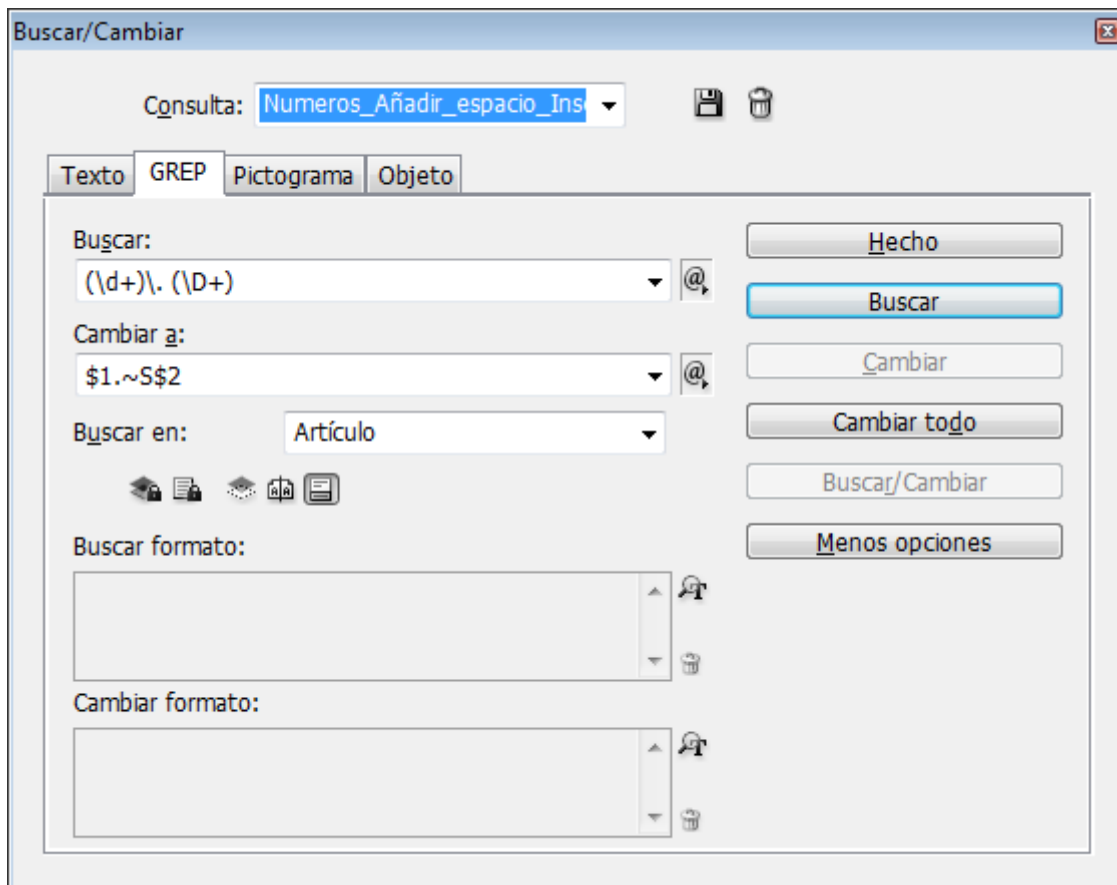 Buscar/Cambiar
Consulta: Numeros_Añadir_espacio_Inse
Texto GREP Pictograma Objeto
Buscar:
(\d+)\. (\D+)
Cambiar a:
$1.~S$2
Buscar en: Artículo
Buscar formato:
Cambiar formato:
Hecho
Buscar
Cambiar
Cambiar todo
Buscar/Cambiar
Menos opciones